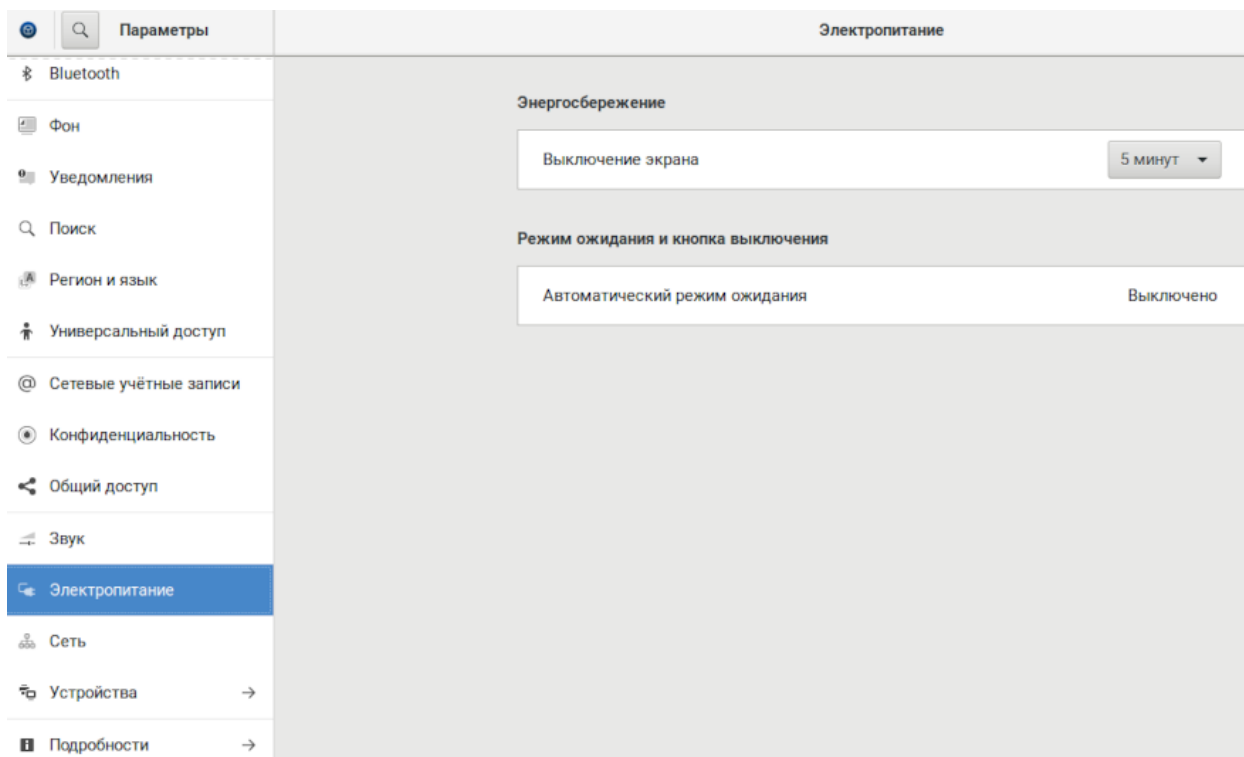 Параметры
Электропитание
Bluetooth
Фон
Уведомления
Поиск
Регион и язык
Универсальный доступ
Сетевые учётные записи
Конфиденциальность
Общий доступ
Звук
Электропитание
Сеть
Устройства
Подробности
Энергосбережение
Выключение экрана
5 минут
Режим ожидания и кнопка выключения
Автоматический режим ожидания
Выключено